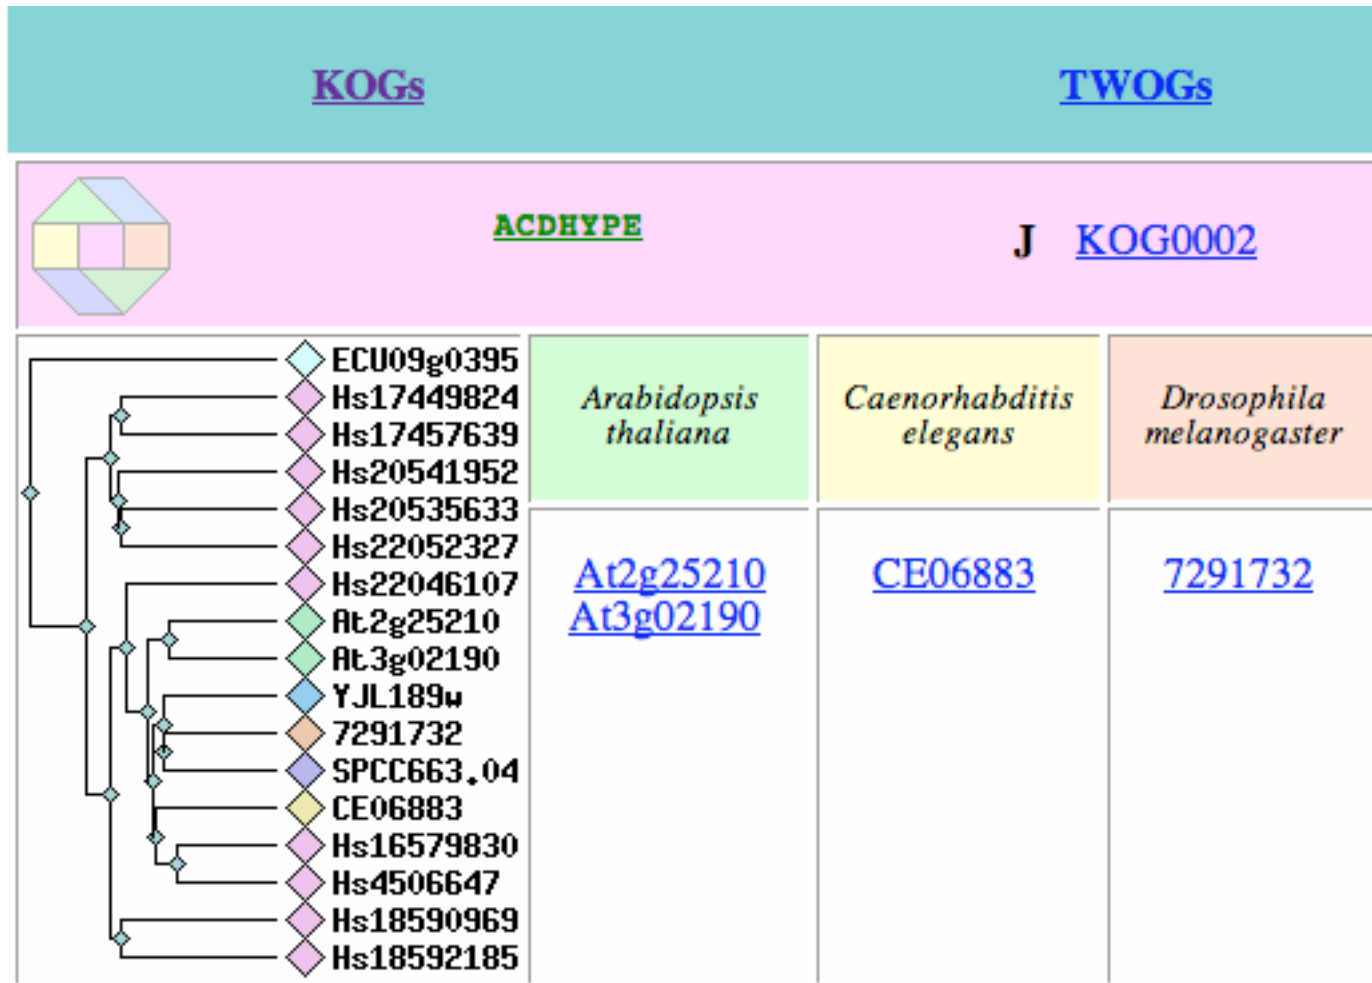 KOGs
TWOGs
ACDHYPE
J KOG0002
ECU09g0395
Hs17449824
Hs17457639
Hs20541952
Hs20535633
Hs22052327
Hs22046107
At2g25210
At3g02190
YJL189w
7291732
SPCC663.04
CE06883
Hs16579830
Hs4506647
Hs18590969
Hs18592185
Arabidopsis
thaliana
At2g25210
At3g02190
Caenorhabditis
elegans
CE06883
Drosophila
melanogaster
7291732